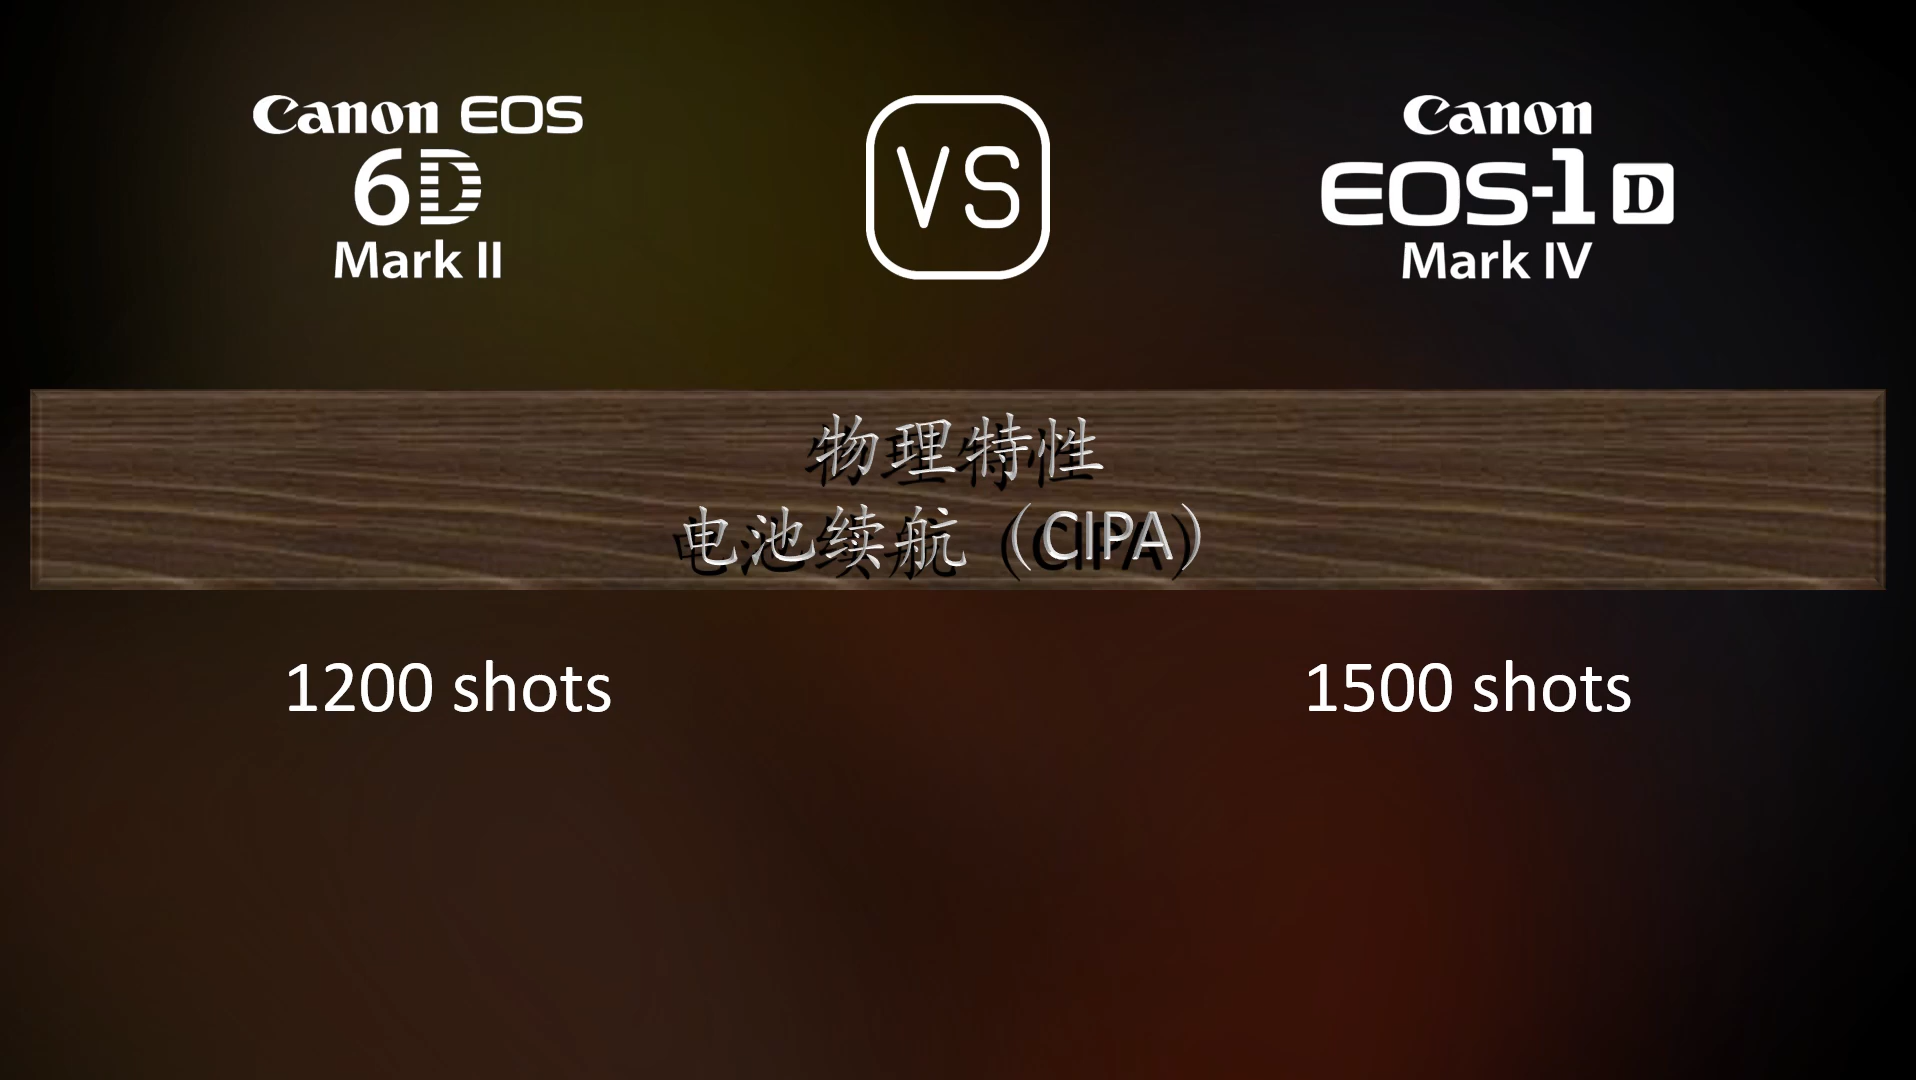 Canon EOS
6D
Mark II
VS
Canon
EOS-1 D
Mark IV
物理特性
电池续航（CIPA）
1200 shots
1500 shots